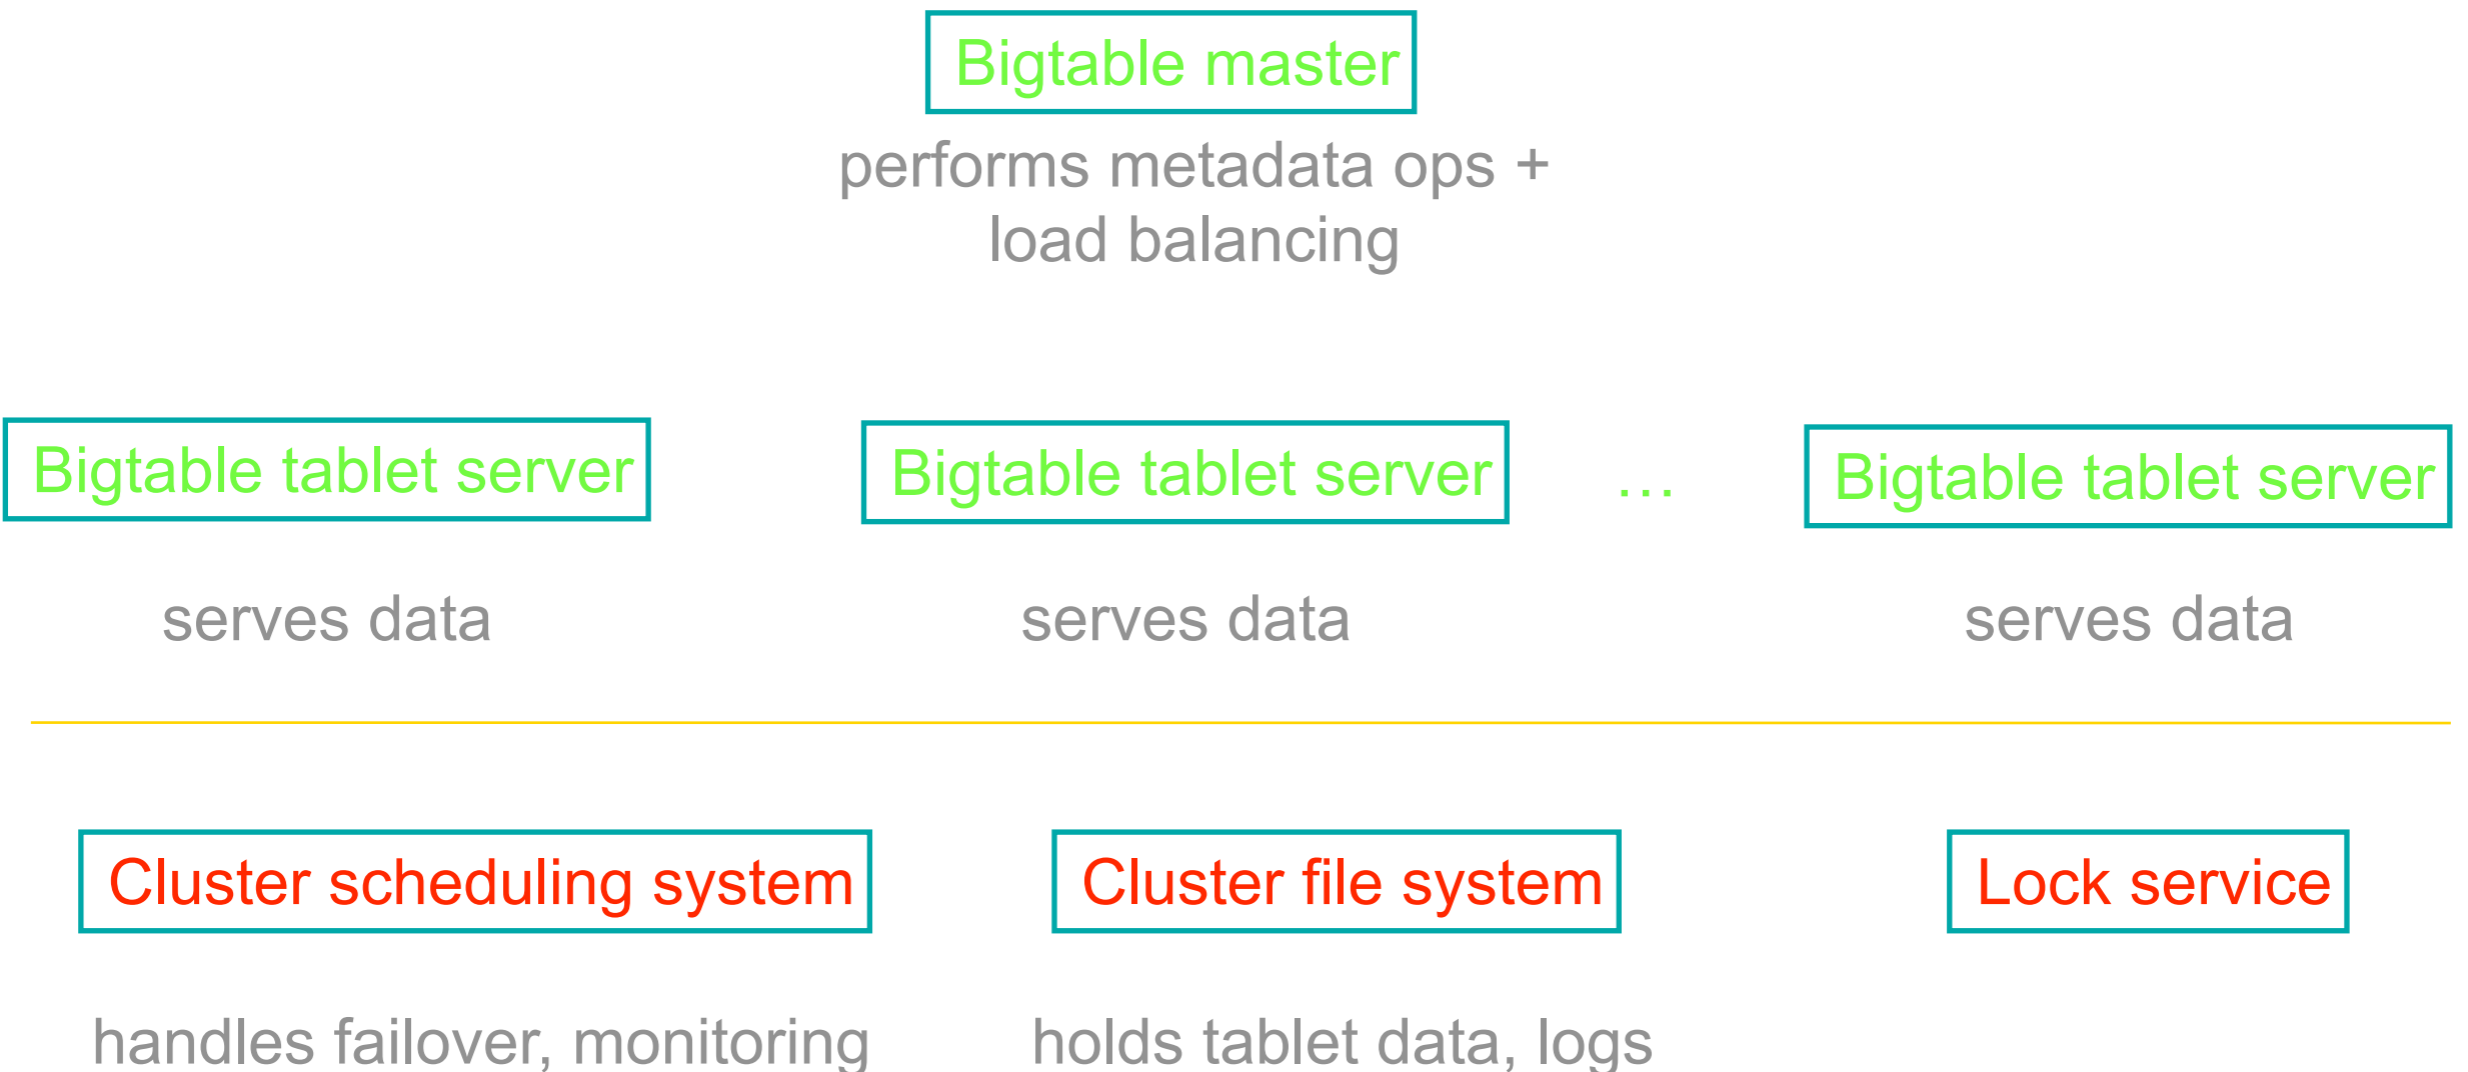 Bigtable master
performs metadata ops +
load balancing
Bigtable tablet server
Bigtable tablet server
…
Bigtable tablet server
serves data
serves data
serves data
Cluster scheduling system
Cluster file system
Lock service
handles failover, monitoring
holds tablet data, logs